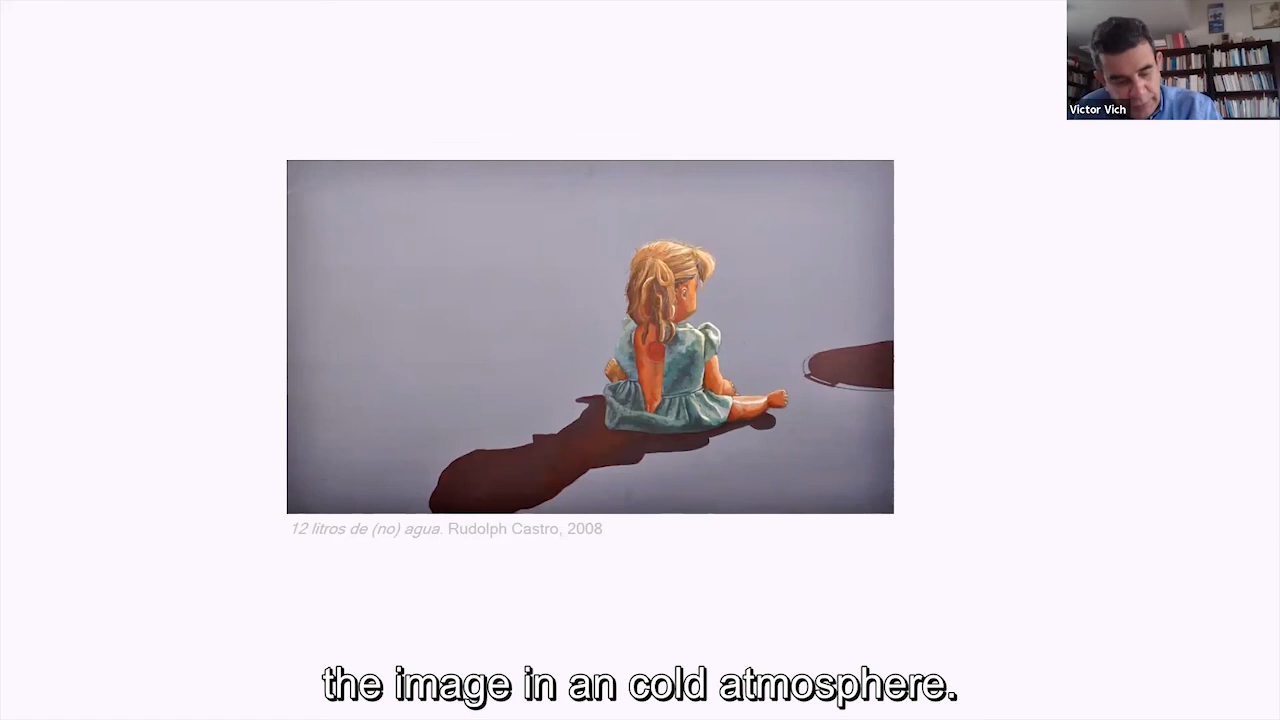 Victor Vich
12 litros de (no) agua. Rudolph Castro, 2008
the image in an cold atmosphere.